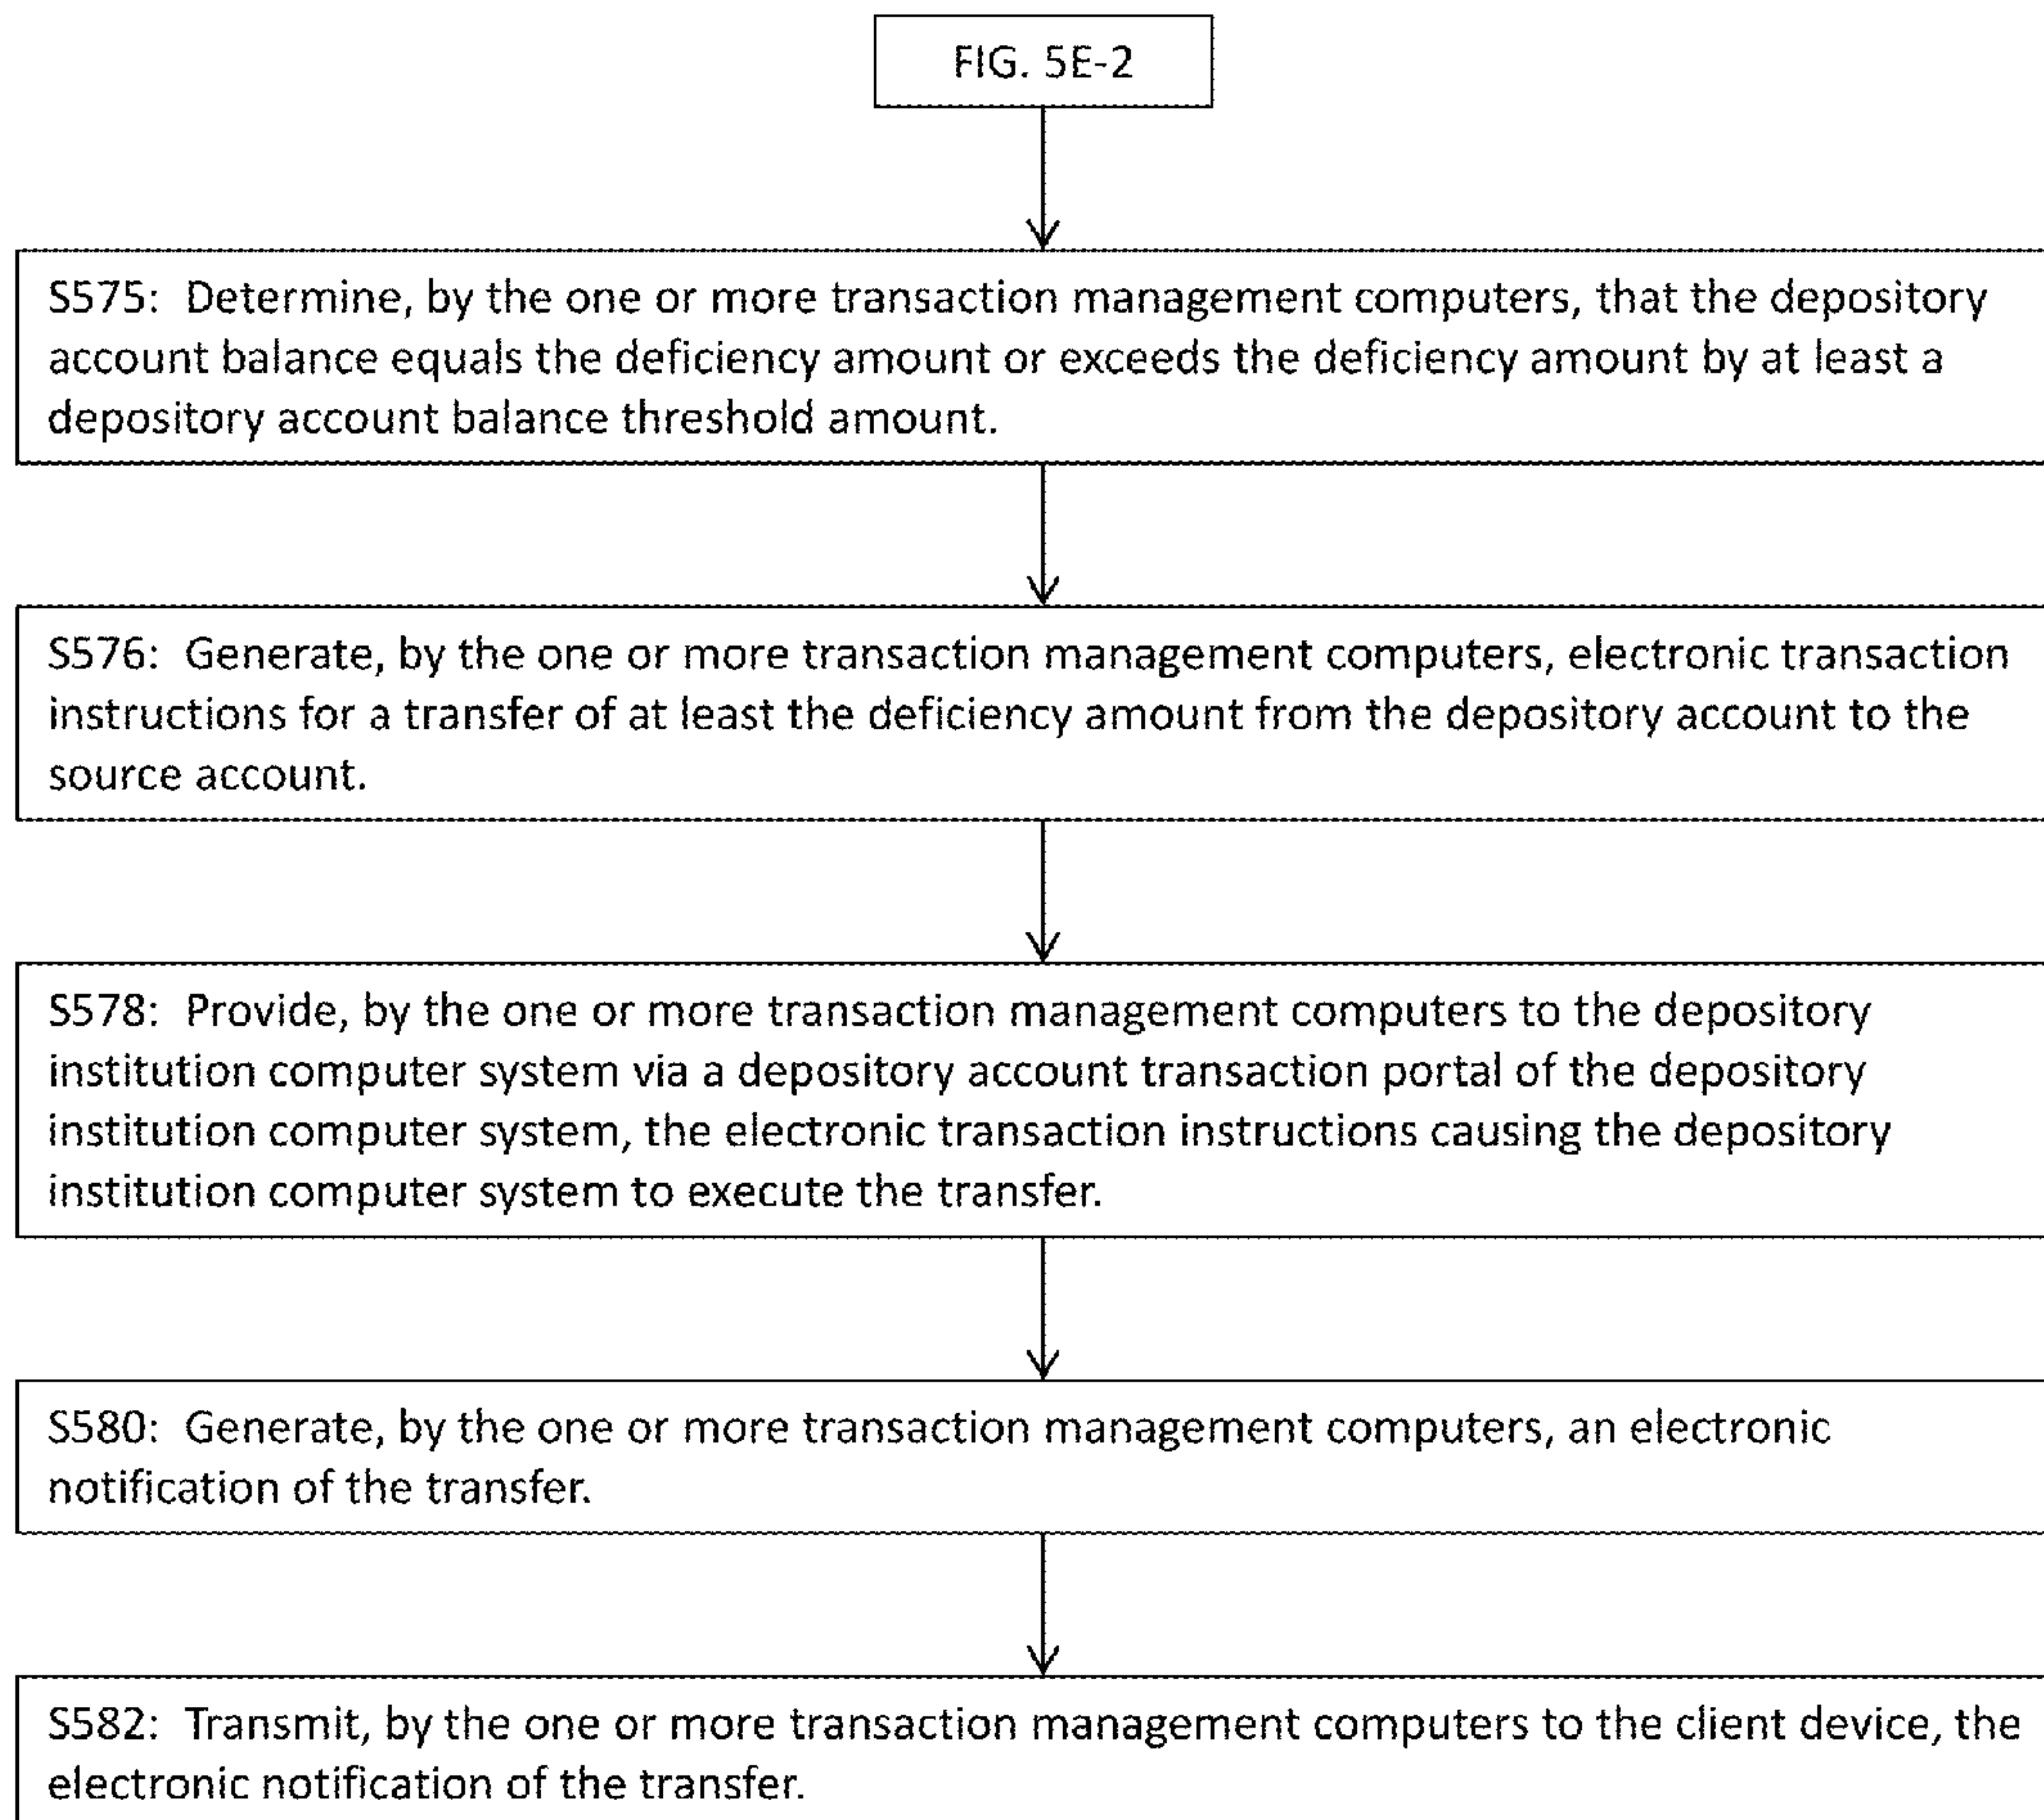 FIG. 5E-2
S575: Determine, by the one or more transaction management computers, that the depository
account balance equals the deficiency amount or exceeds the deficiency amount by at least a
depository account balance threshold amount.
S576: Generate, by the one or more transaction management computers, electronic transaction
instructions for a transfer of at least the deficiency amount from the depository account to the
source account.
S578: Provide, by the one or more transaction management computers to the depository
institution computer system via a depository account transaction portal of the depository
institution computer system, the electronic transaction instructions causing the depository
institution computer system to execute the transfer.
S580: Generate, by the one or more transaction management computers, an electronic
notification of the transfer.
S582: Transmit, by the one or more transaction management computers to the client device, the
electronic notification of the transfer.